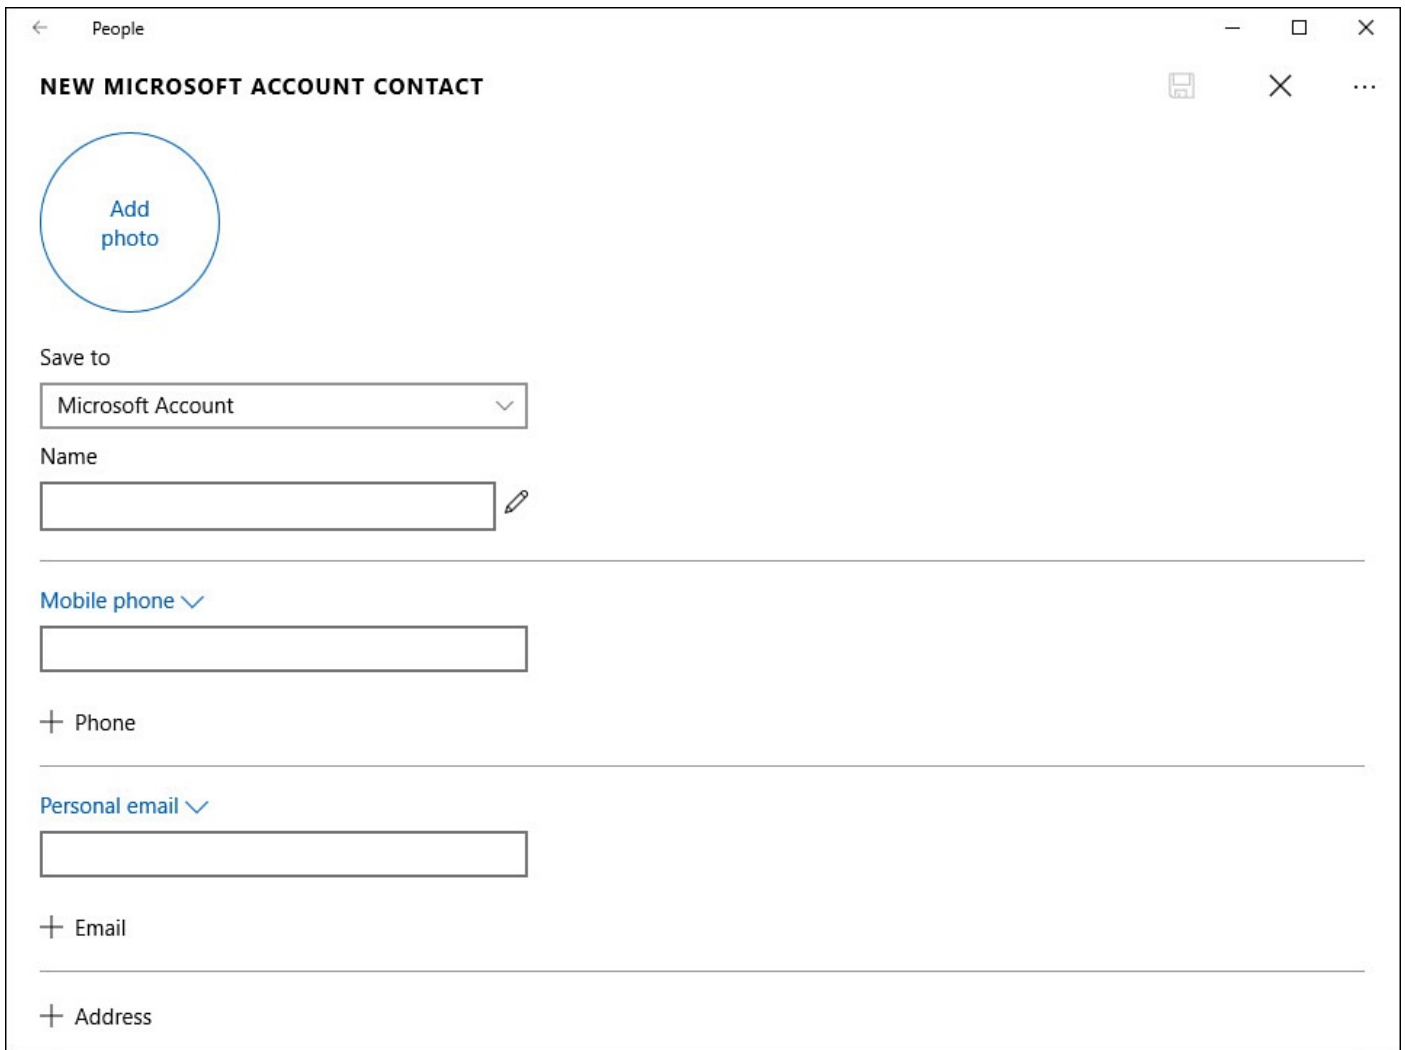 People
NEW MICROSOFT ACCOUNT CONTACT
Add
photo
Save to
Microsoft Account
Name
Mobile phone
Phone
Personal email
Email
Address